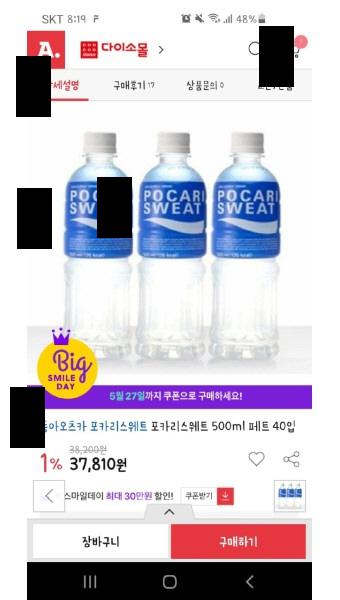 SKT 8:19 48%
A. 다이소몰
세설명 구매후기 17 상품문의 0
POCARI SWEAT
POCARI SWEAT
POCARI SWEAT
Big
SMILE
DAY
5월 27일까지 쿠폰으로 구매하세요!
아오츠카 포카리스웨트 포카리스웨트 500ml 페트 40입
38,200원
1% 37,810원
스마일데이 최대 30만원 할인! 쿠폰받기
장바구니 구매하기